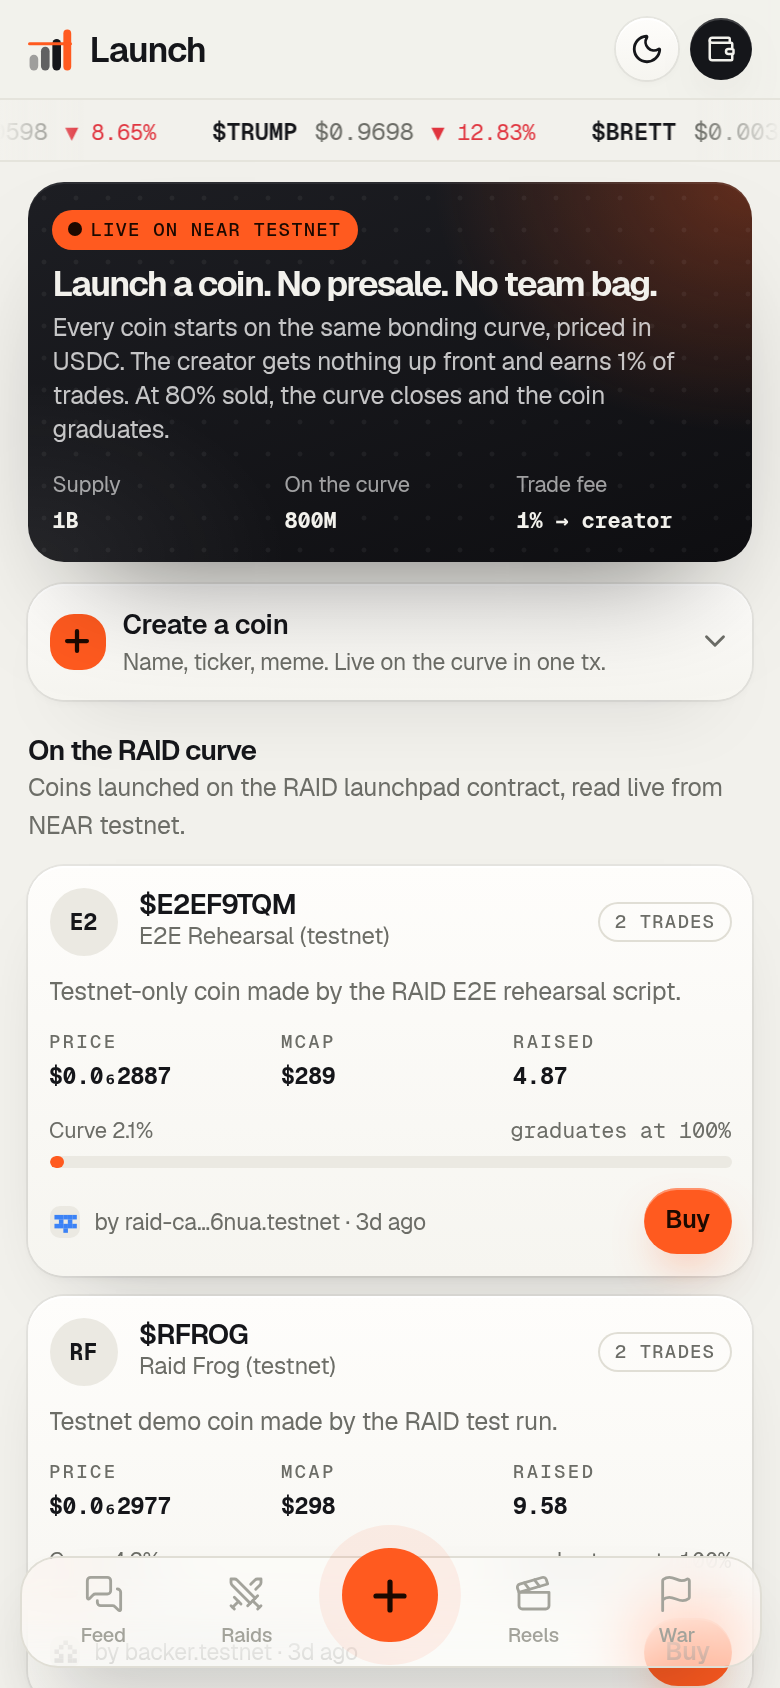 Launch
8.65% $TRUMP $0.9698 ▼ 12.83% $BRETT
LIVE ON NEAR TESTNET
Launch a coin. No presale. No team bag.
Every coin starts on the same bonding curve, priced in
USDC. The creator gets nothing up front and earns 1% of
trades. At 80% sold, the curve closes and the coin
graduates.
Supply On the curve Trade fee
1B 800M 1% → creator
Create a coin
Name, ticker, meme. Live on the curve in one tx.
On the RAID curve
Coins launched on the RAID launchpad contract, read live from
NEAR testnet.
E2
$E2EF9TQM
E2E Rehearsal (testnet)
2 TRADES
Testnet-only coin made by the RAID E2E rehearsal script.
PRICE MCAP RAISED
$0.0₆2887 $289 4.87
Curve 2.1% graduates at 100%
by raid-ca...6nua.testnet · 3d ago
Buy
RF
$RFROG
Raid Frog (testnet)
2 TRADES
Testnet demo coin made by the RAID test run.
PRICE MCAP RAISED
$0.0₆2977 $298 9.58
by backer.testnet · 3d ago
Buy
Feed Raids Reels War